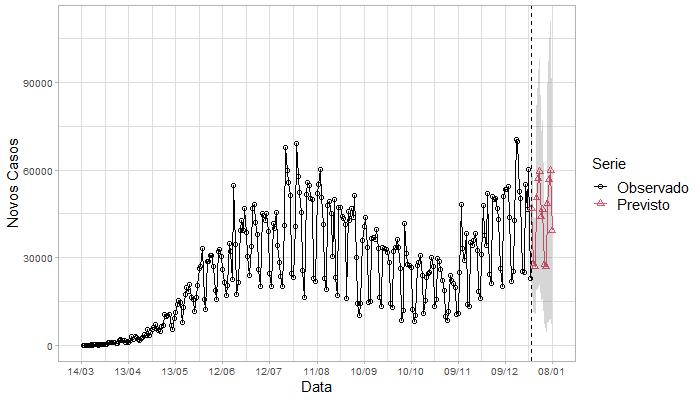 Novos Casos
90000
60000
30000
0
14/03 13/04 13/05 12/06 12/07 11/08 10/09 10/10 09/11 09/12 08/01
Data
Serie
Observado
Previsto